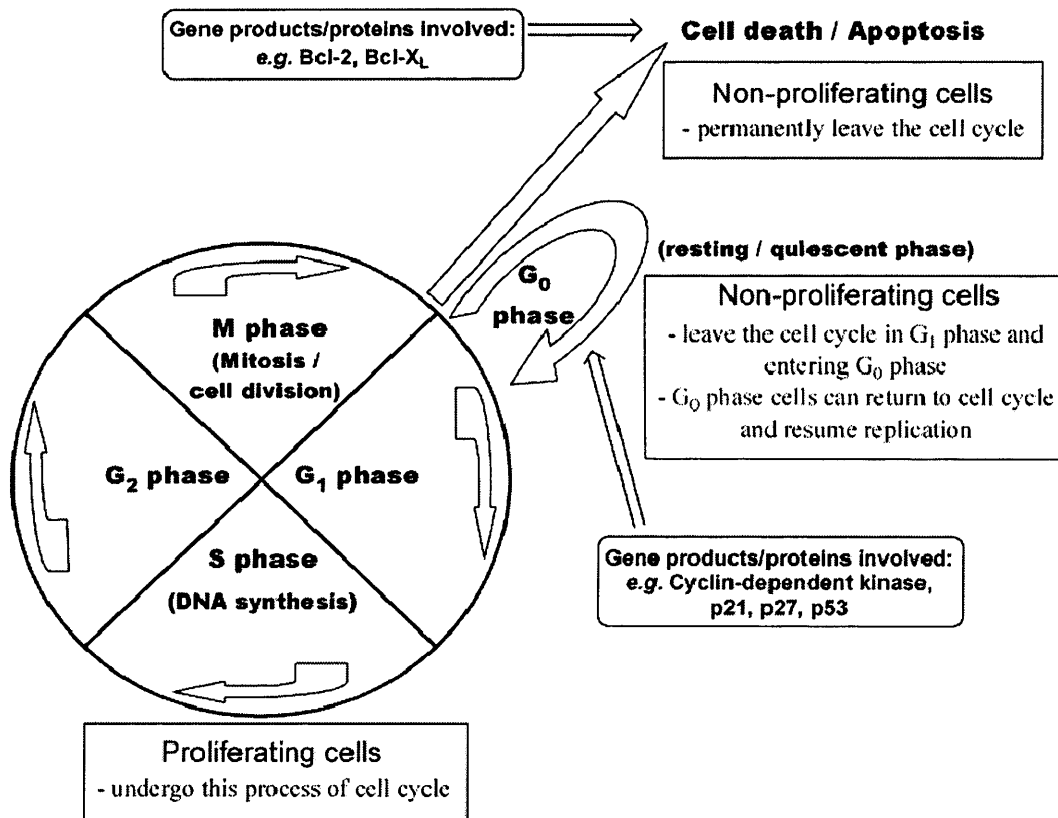 Gene products/proteins involved:
e.g. Bcl-2, Bcl-XL
Cell death / Apoptosis
Non-proliferating cells
- permanently leave the cell cycle
G0
phase
(resting / quiescent phase)
Non-proliferating cells
- leave the cell cycle in G1 phase and
entering G0 phase
- G0 phase cells can return to cell cycle
and resume replication
M phase
(Mitosis /
cell division)
G2 phase
G1 phase
S phase
(DNA synthesis)
Gene products/proteins involved:
e.g. Cyclin-dependent kinase,
p21, p27, p53
Proliferating cells
- undergo this process of cell cycle